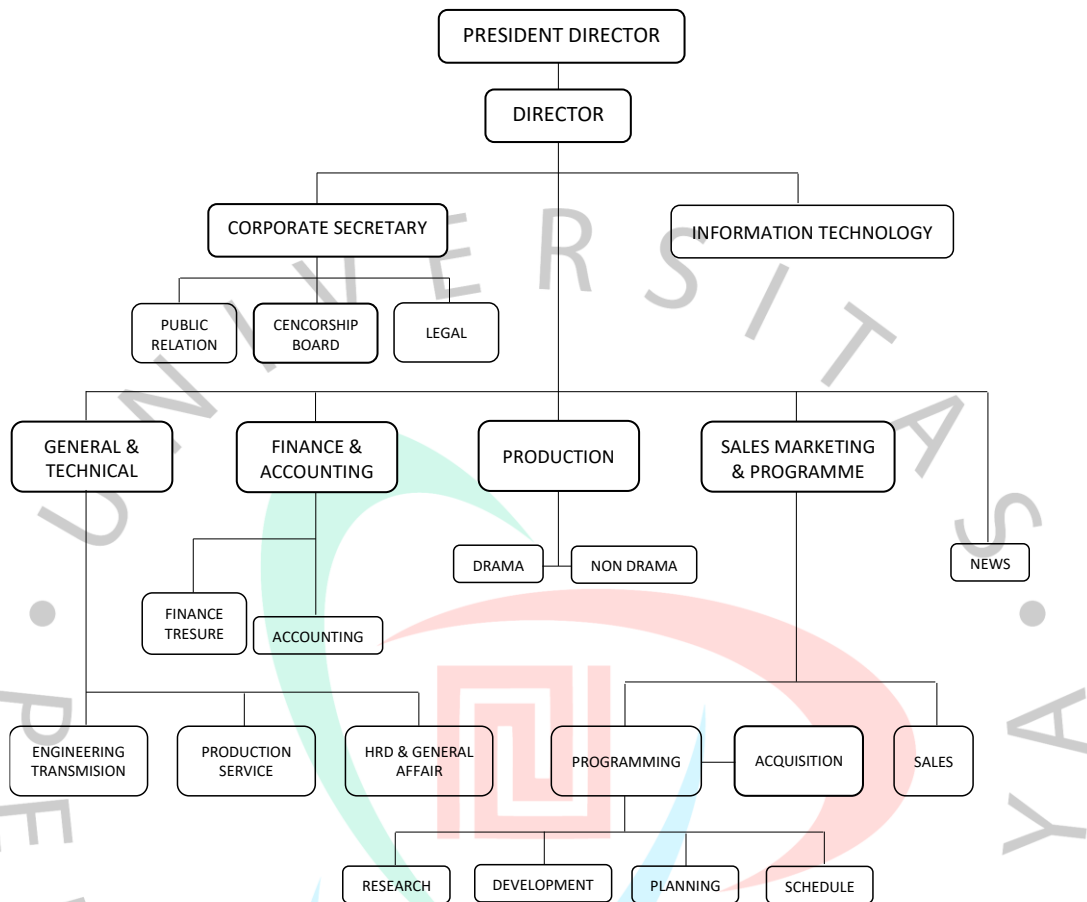 PRESIDENT DIRECTOR
DIRECTOR
CORPORATE SECRETARY
INFORMATION TECHNOLOGY
PUBLIC
RELATION
CENCORSHIP
BOARD
LEGAL
GENERAL &
TECHNICAL
FINANCE &
ACCOUNTING
PRODUCTION
SALES MARKETING
& PROGRAMME
DRAMA
NON DRAMA
NEWS
FINANCE
TRESURE
ACCOUNTING
ENGINEERING
TRANSMISION
PRODUCTION
SERVICE
HRD & GENERAL
AFFAIR
PROGRAMMING
ACQUISITION
SALES
RESEARCH
DEVELOPMENT
PLANNING
SCHEDULE
UNIVERSITAS